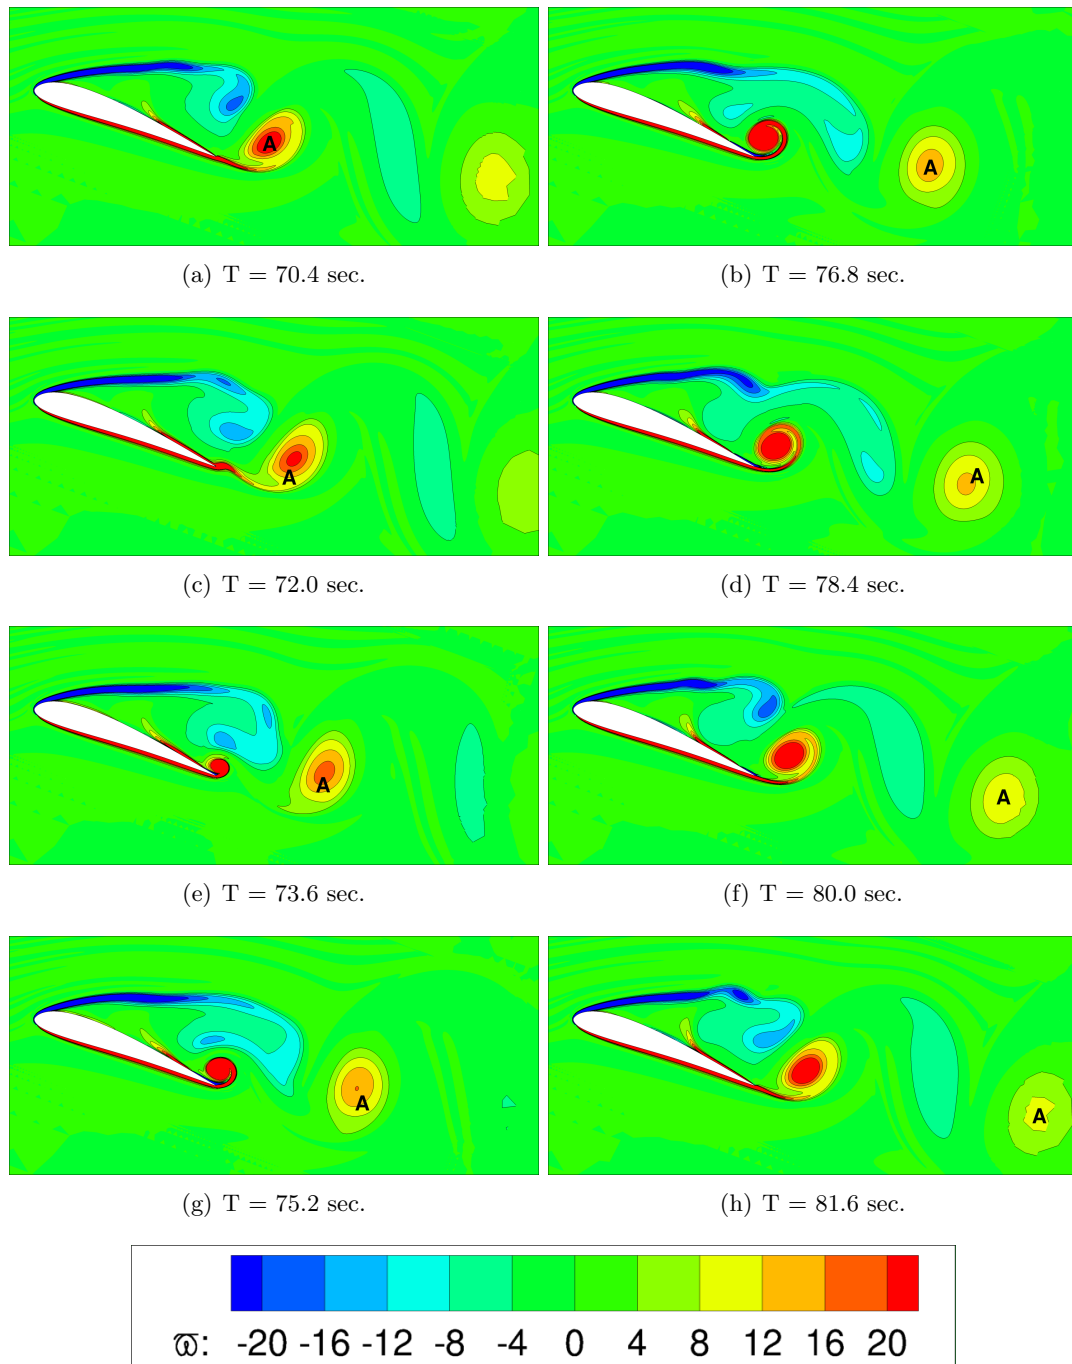 A
A
(a) T = 70.4 sec.
(b) T = 76.8 sec.
A
A
(c) T = 72.0 sec.
(d) T = 78.4 sec.
A
A
(e) T = 73.6 sec.
(f) T = 80.0 sec.
A
A
(g) T = 75.2 sec.
(h) T = 81.6 sec.
ϖ: -20 -16 -12 -8 -4 0 4 8 12 16 20